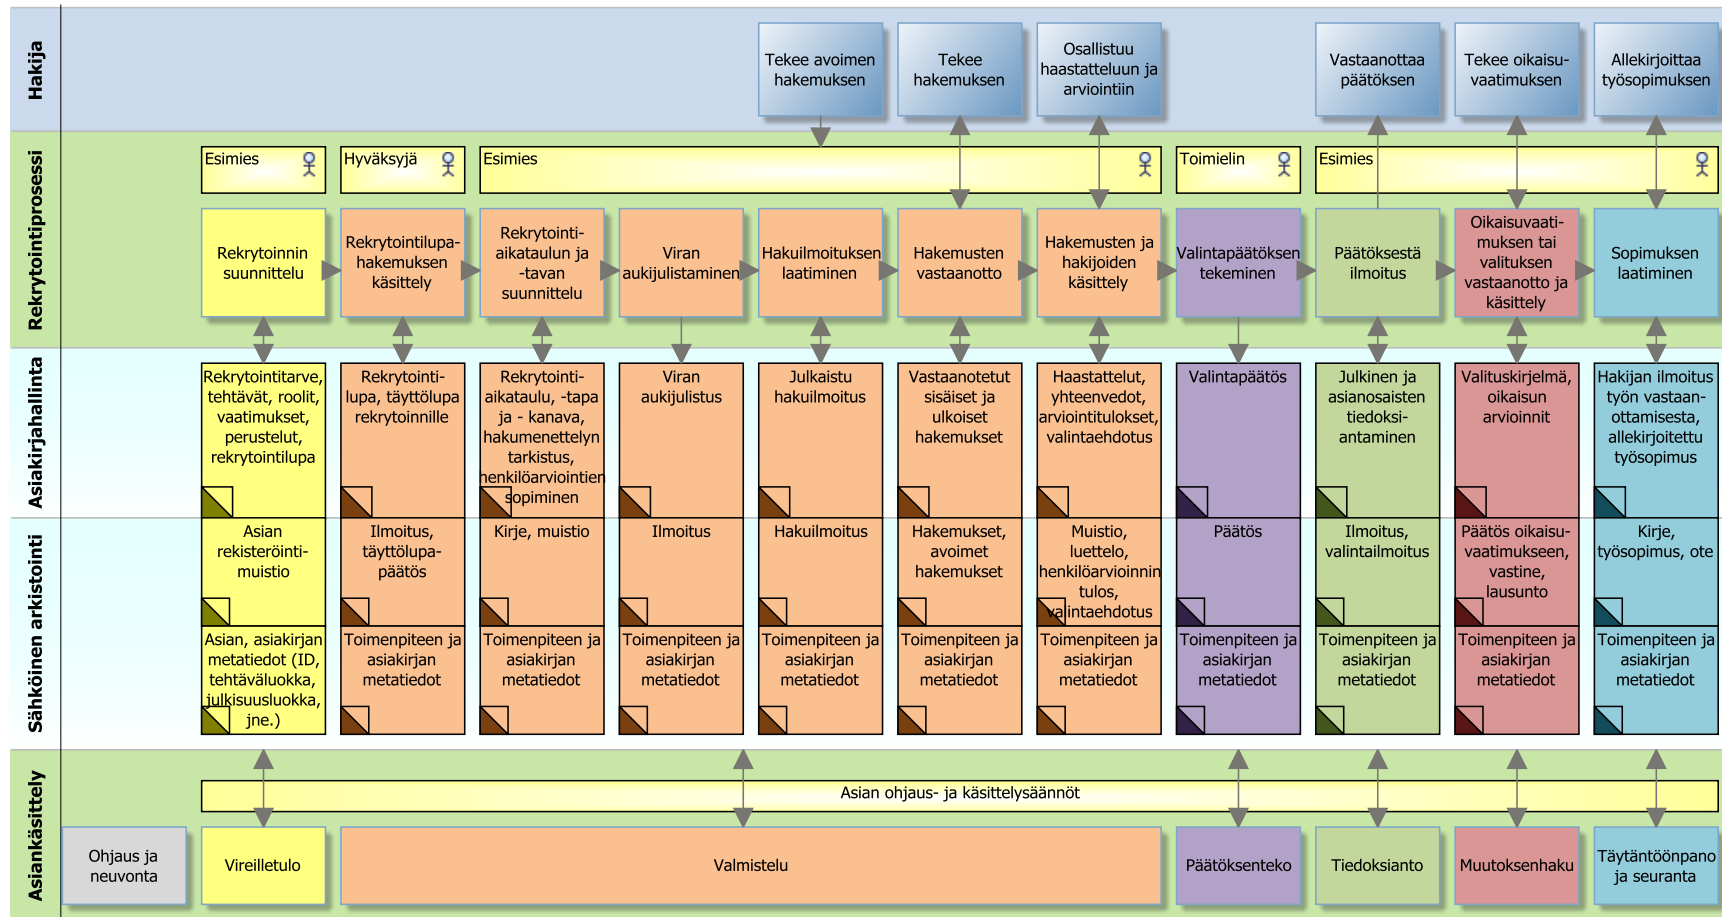 Hakija
Tekee avoimen
hakemuksen
Tekee
hakemuksen
Osallistuu
haastatteluun ja
arviointiin
Vastaanottaa
päätöksen
Tekee oikaisu-
vaatimuksen
Allekirjoittaa
työsopimuksen
Rekrytointiprosessi
Esimies
Hyväksyjä
Esimies
Toimielin
Esimies
Rekrytoinnin
suunnittelu
Rekrytointilupa-
hakemuksen
käsittely
Rekrytointi-
aikataulun ja
-tavan
suunnittelu
Viran
aukijulistaminen
Hakuilmoituksen
laatiminen
Hakemusten
vastaanotto
Hakemusten ja
hakijoiden
käsittely
Valintapäätöksen
tekeminen
Päätöksestä
ilmoitus
Oikaisuvaati-
muksen tai
valituksen
vastaanotto ja
käsittely
Sopimuksen
laatiminen
Asiakirjahallinta
Rekrytointitarve,
tehtävät, roolit,
vaatimukset,
perustelut,
rekrytointilupa
Rekrytointi-
lupa, täyttölupa
rekrytoinnille
Rekrytointi-
aikataulu, -tapa
ja - kanava,
hakumenettelyn
tarkistus,
henkilöarviointien
sopiminen
Viran
aukijulistus
Julkaistu
hakuilmoitus
Vastaanotetut
sisäiset ja
ulkoiset
hakemukset
Haastattelut,
yhteenvedot,
arviointitulokset,
valintaehdotus
Valintapäätös
Julkinen ja
asianosaisten
tiedoksi-
antaminen
Valituskirjelmä,
oikaisun
arvioinnit
Hakijan ilmoitus
työn vastaan-
ottamisesta,
allekirjoitettu
työsopimus
Sähköinen arkistointi
Asian
rekisteröinti-
muistio
Ilmoitus,
täyttölupa-
päätös
Kirje, muistio
Ilmoitus
Hakuilmoitus
Hakemukset,
avoimet
hakemukset
Muistio,
luettelo,
henkilöarvioinnin
tulos,
valintaehdotus
Päätös
Ilmoitus,
valintailmoitus
Päätös oikaisu-
vaatimukseen,
vastine,
lausunto
Kirje,
työsopimus, ote
Asian, asiakirjan
metatiedot (ID,
tehtäväluokka,
julkisuusluokka,
jne.)
Toimenpiteen ja
asiakirjan
metatiedot
Toimenpiteen ja
asiakirjan
metatiedot
Toimenpiteen ja
asiakirjan
metatiedot
Toimenpiteen ja
asiakirjan
metatiedot
Toimenpiteen ja
asiakirjan
metatiedot
Toimenpiteen ja
asiakirjan
metatiedot
Toimenpiteen ja
asiakirjan
metatiedot
Toimenpiteen ja
asiakirjan
metatiedot
Toimenpiteen ja
asiakirjan
metatiedot
Toimenpiteen ja
asiakirjan
metatiedot
Asiankäsittely
Asian ohjaus- ja käsittelysäännöt
Ohjaus ja
neuvonta
Vireilletulo
Valmistelu
Päätöksenteko
Tiedoksianto
Muutoksenhaku
Täytäntöönpano
ja seuranta